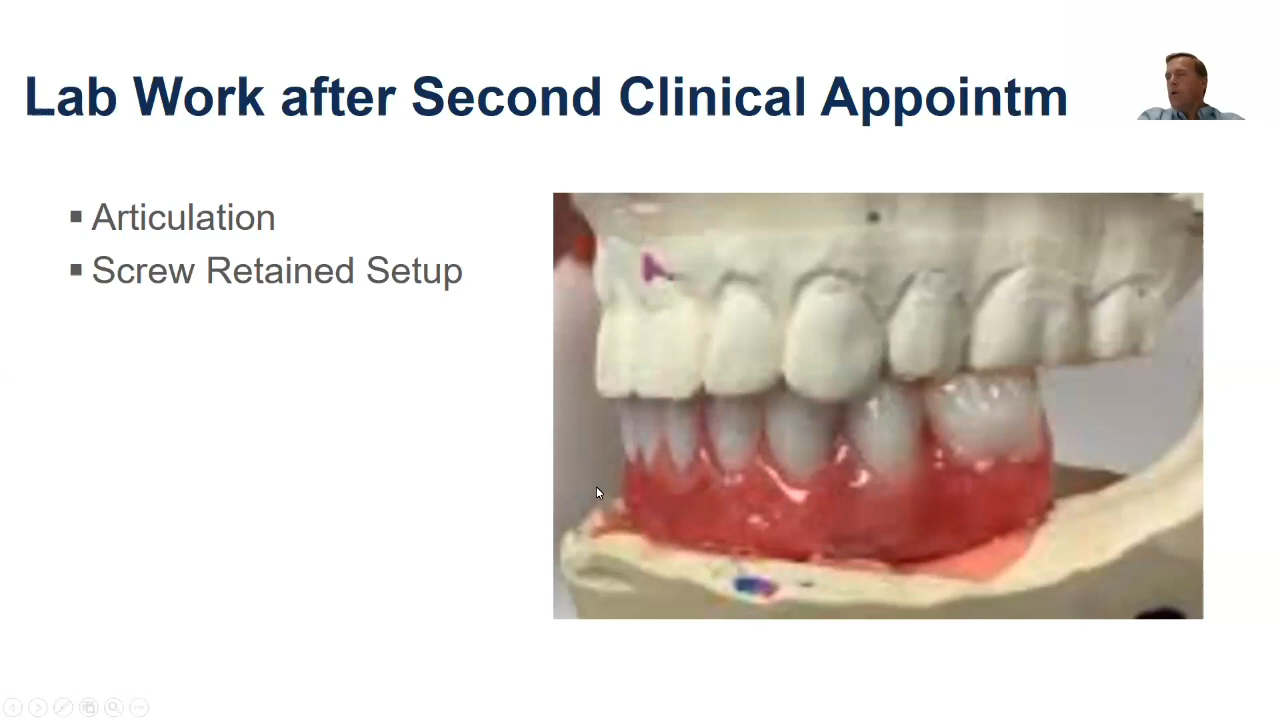 Lab Work after Second Clinical Appointm
▪ Articulation
▪ Screw Retained Setup